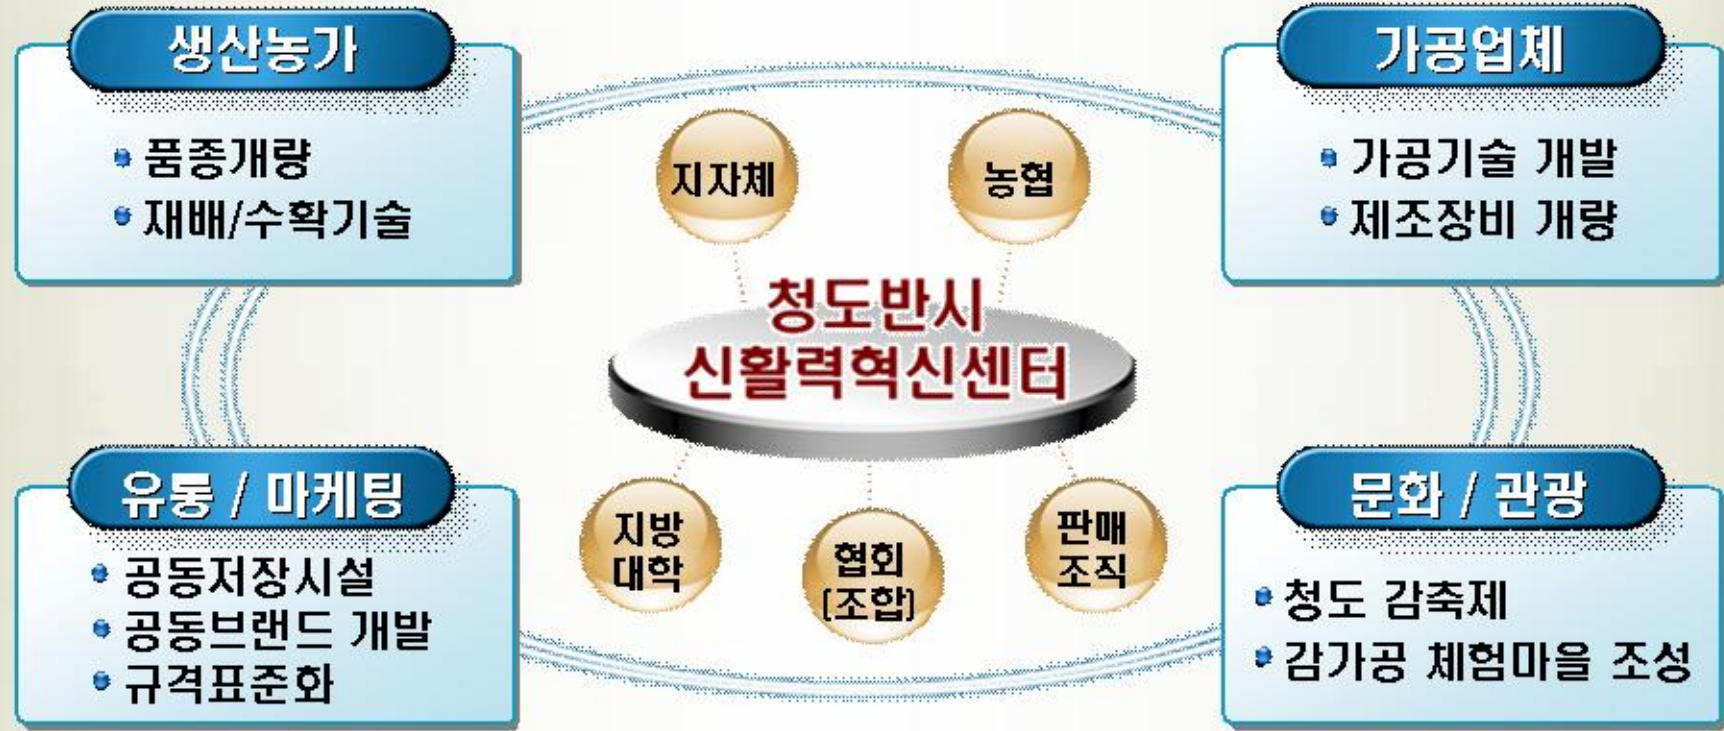 생산농가
품종개량
재배/수확기술
가공업체
가공기술 개발
제조장비 개량
지자체
농협
청도반시
신활력혁신센터
지방
대학
협회
(조합)
판매
조직
유통 / 마케팅
공동저장시설
공동브랜드 개발
규격표준화
문화 / 관광
청도 감축제
감가공 체험마을 조성